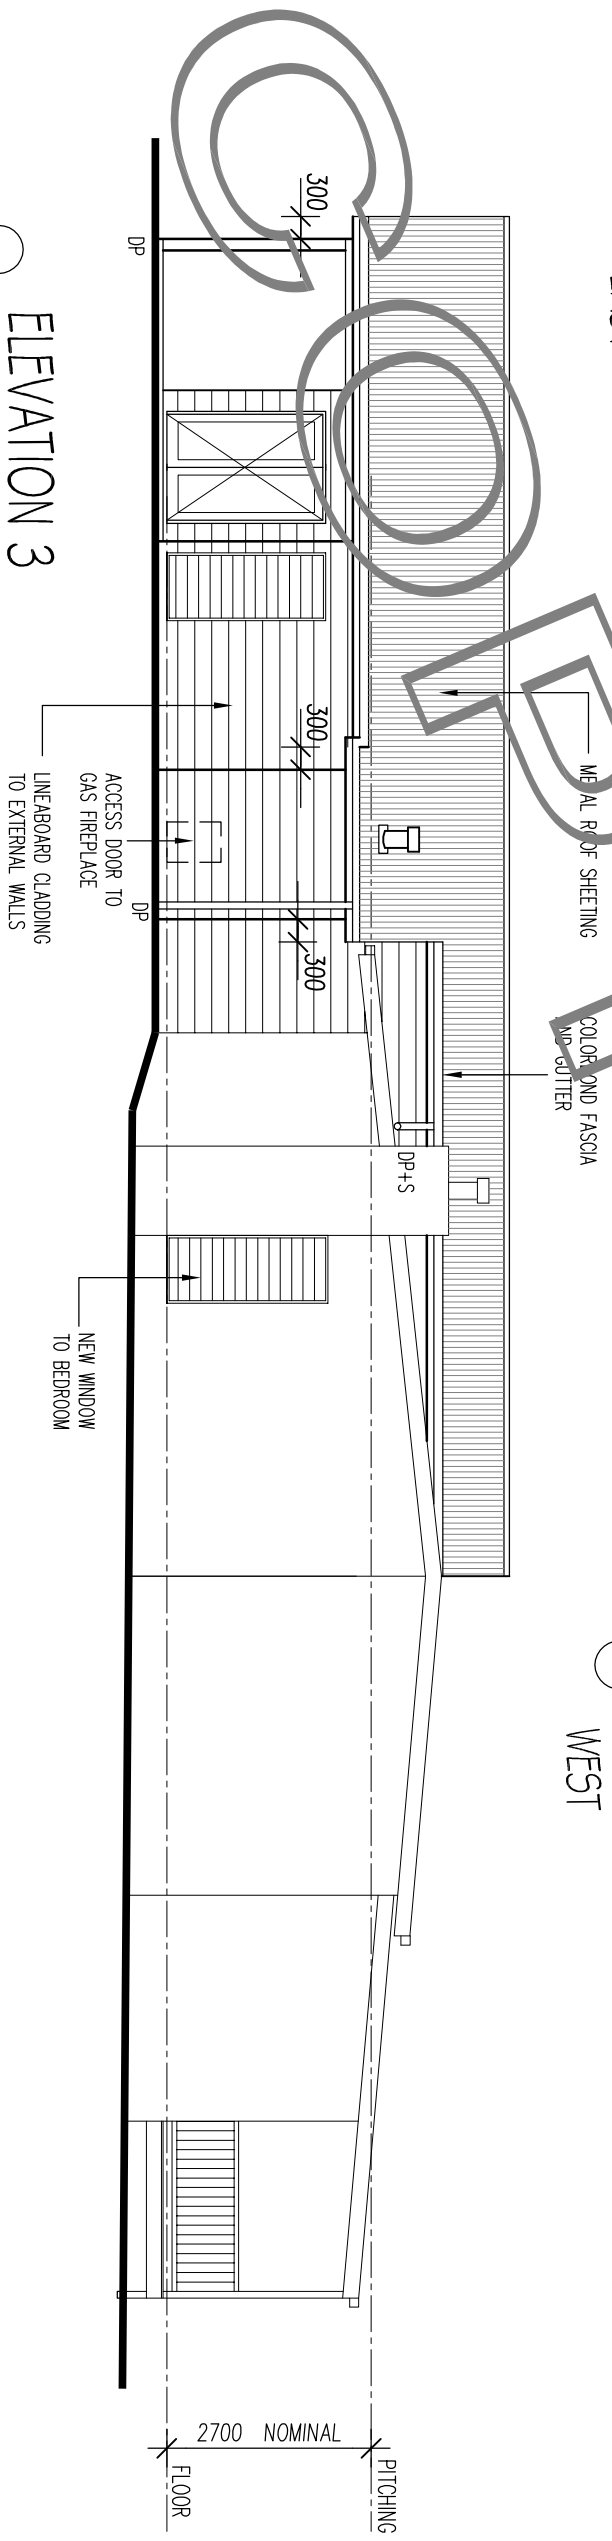 WEST
METAL ROOF SHEETING
COLORBOND FASCIA
AND GUTTER
300
300
300
DP
DP
DP+S
ACCESS DOOR TO
GAS FIREPLACE
LINEABOARD CLADDING
TO EXTERNAL WALLS
NEW WINDOW
TO BEDROOM
2700 NOMINAL
PITCHING
FLOOR
ELEVATION 3
COP